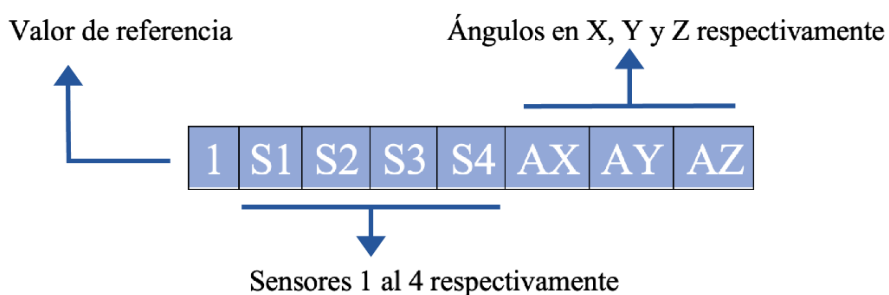 Valor de referencia
Ángulos en X, Y y Z respectivamente
1 S1 S2 S3 S4 AX AY AZ
Sensores 1 al 4 respectivamente